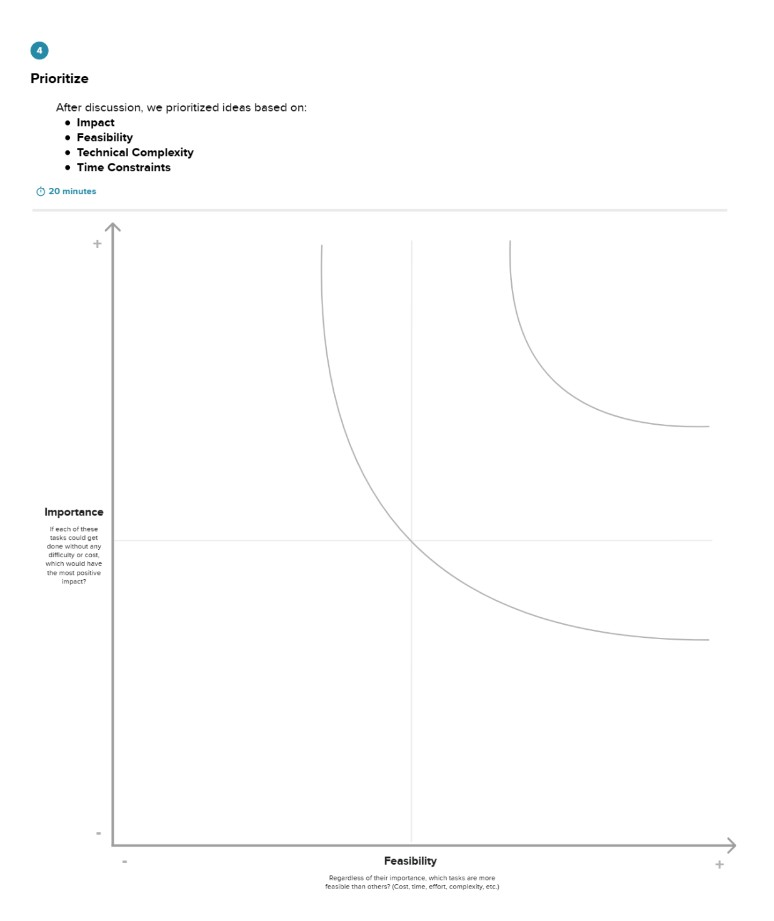 4
Prioritize
After discussion, we prioritized ideas based on:
● Impact
● Feasibility
● Technical Complexity
● Time Constraints
20 minutes
+
Importance
If each of these
tasks could get
done without any
difficulty or cost,
which would have
the most positive
impact?
-
-
Feasibility
+
Regardless of their importance, which tasks are more
feasible than others? (Cost, time, effort, complexity, etc.)